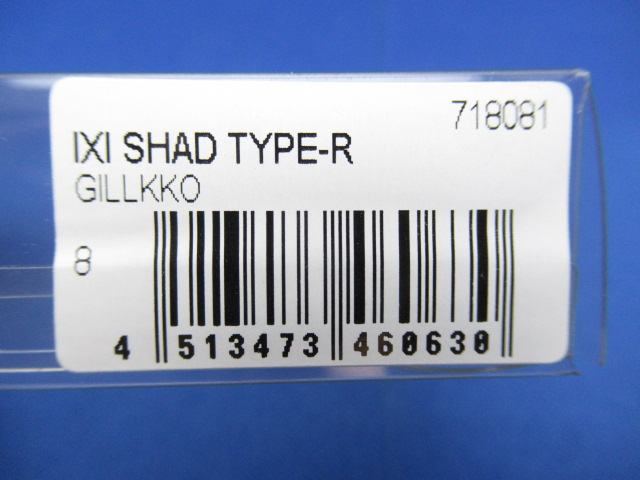 718081
IXI SHAD TYPE-R
GILLKKO
8
4 513473 460630